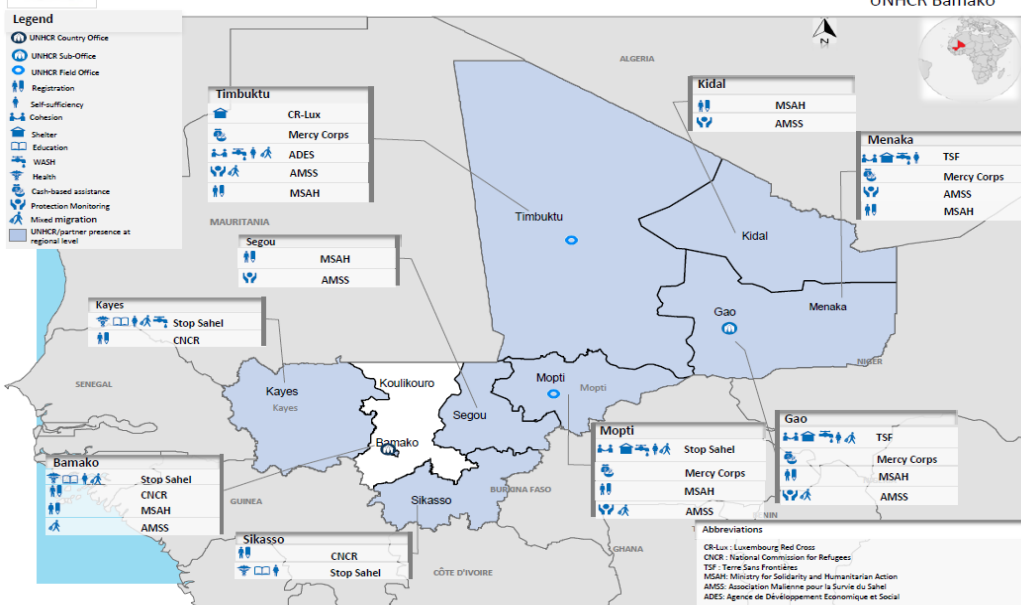 UNHCR Bamako
Legend
UNHCR Country Office
UNHCR Sub-Office
UNHCR Field Office
Registration
Self-sufficiency
Cohesion
Shelter
Education
WASH
Health
Cash-based assistance
Protection Monitoring
Mixed migration
UNHCR/partner presence at
regional level
N
ALGERIA
MAURITANIA
SENEGAL
GUINEA
CÔTE D'IVOIRE
BURKINA FASO
GHANA
NIGER
NIN
Timbuktu
CR-Lux
Mercy Corps
ADES
AMSS
MSAH
Kidal
MSAH
AMSS
Menaka
TSF
Mercy Corps
AMSS
MSAH
Segou
MSAH
AMSS
Kayes
Stop Sahel
CNCR
Timbuktu
Kidal
Gao
Menaka
Mopti
Mopti
Segou
Koulikouro
Kayes
Kayes
Bamako
Sikasso
Bamako
Stop Sahel
CNCR
MSAH
AMSS
Sikasso
CNCR
Stop Sahel
Mopti
Stop Sahel
Mercy Corps
MSAH
AMSS
Gao
TSF
Mercy Corps
MSAH
AMSS
Abbreviations
CR-Lux : Luxembourg Red Cross
CNCR : National Commission for Refugees
TSF : Terre Sans Frontières
MSAH: Ministry for Solidarity and Humanitarian Action
AMSS: Association Malienne pour la Survie du Sahel
ADES: Agence de Développement Economique et Social